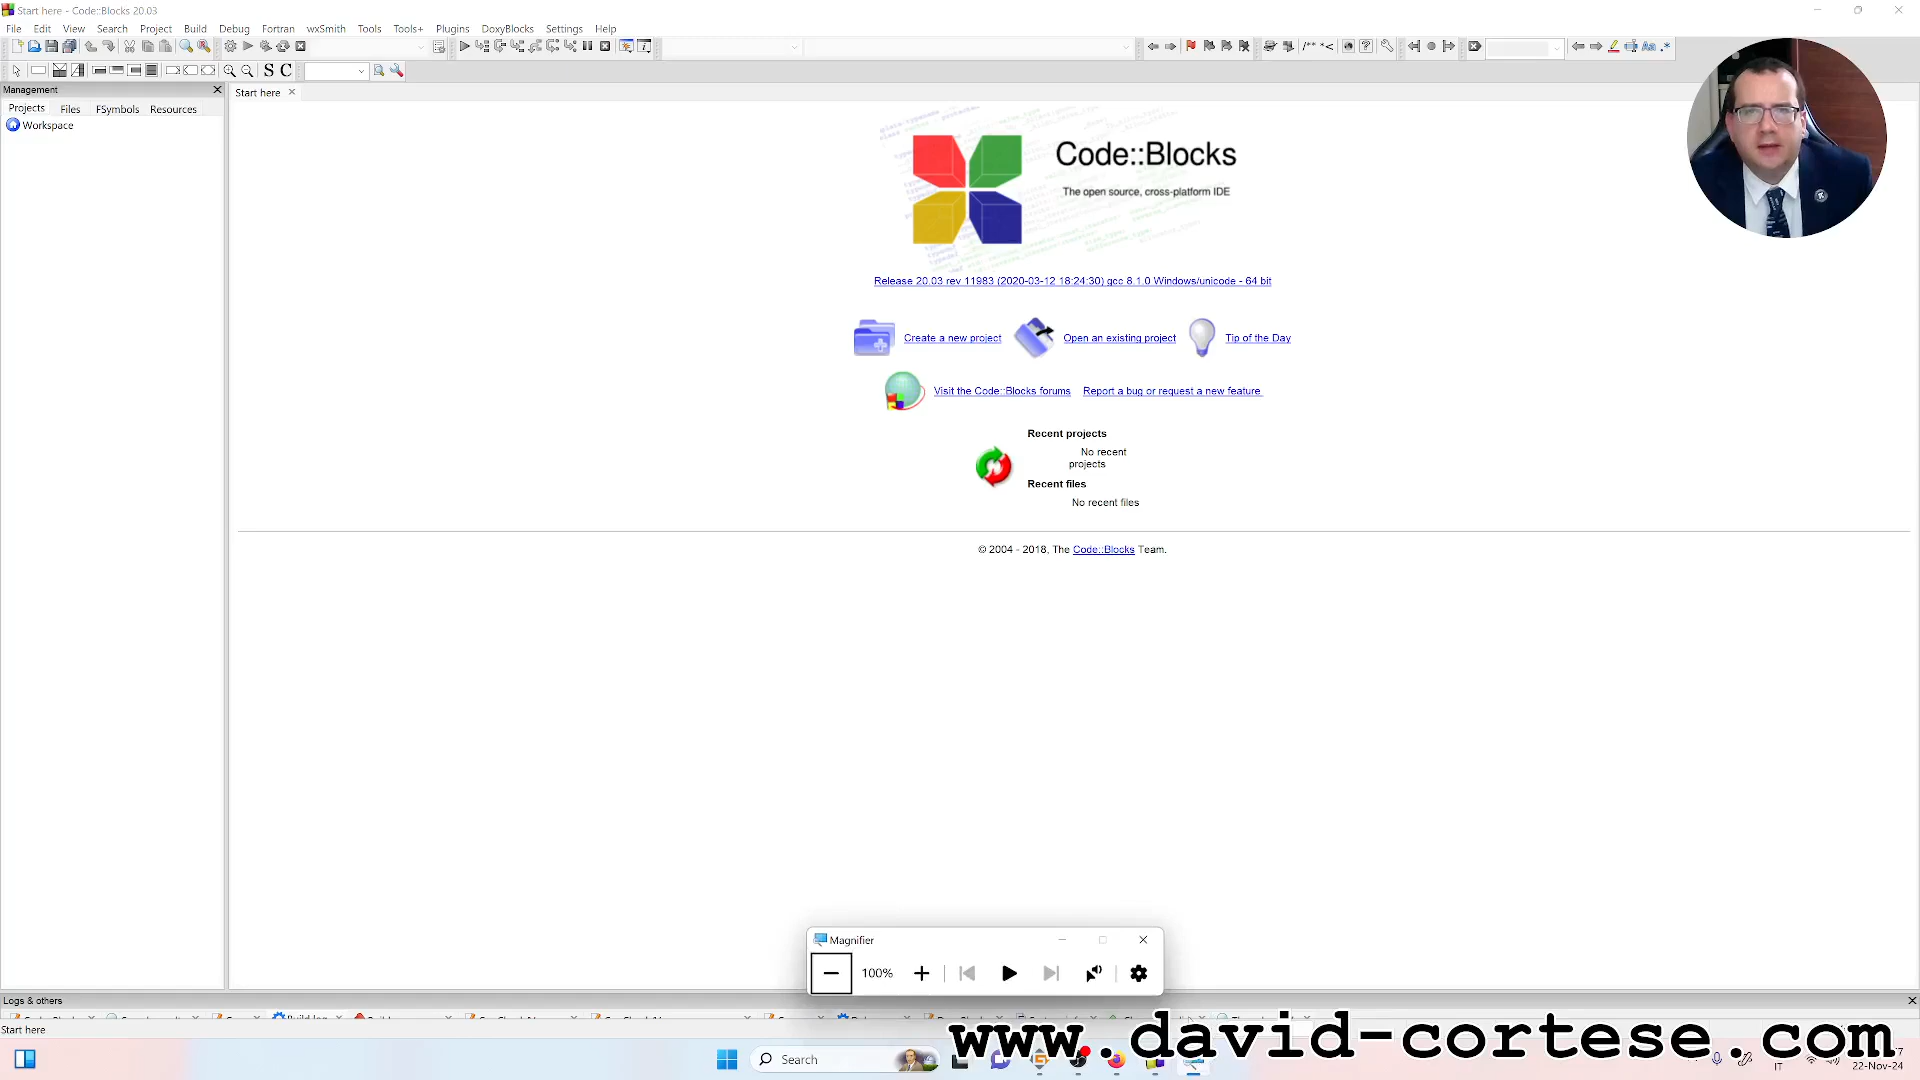 Start here - Code::Blocks 20.03
File Edit View Search Project Build Debug Fortran wxSmith Tools Tools+ Plugins DoxyBlocks Settings Help
S C
Management
Start here
Projects Files FSymbols Resources
Workspace
Code::Blocks
The open source, cross-platform IDE
Release 20.03 rev 11983 (2020-03-12 18:24:30) gcc 8.1.0 Windows/unicode - 64 bit
Create a new project Open an existing project Tip of the Day
Visit the Code::Blocks forums Report a bug or request a new feature
Recent projects
No recent
projects
Recent files
No recent files
© 2004 - 2018, The Code::Blocks Team.
Magnifier
100%
Logs & others
Start here
www.david-cortese.com
Search
IT
22-Nov-24